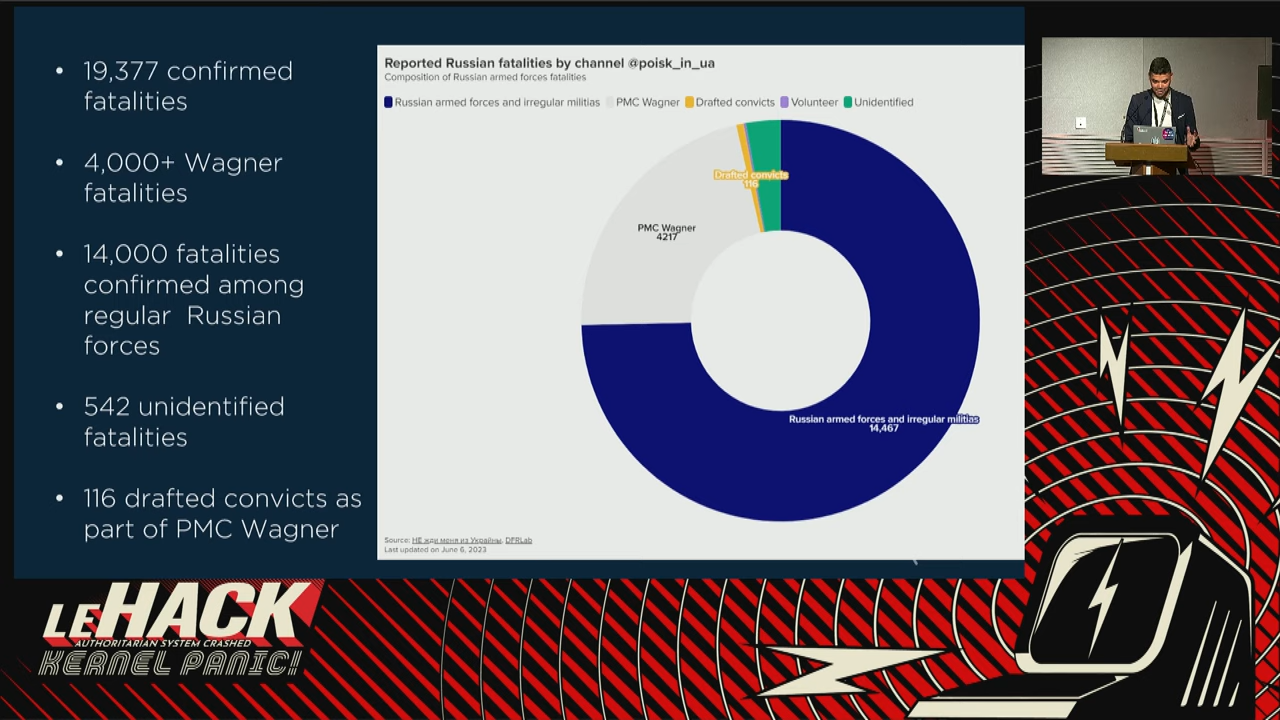 • 19,377 confirmed
fatalities
• 4,000+ Wagner
fatalities
• 14,000 fatalities
confirmed among
regular Russian
forces
• 542 unidentified
fatalities
• 116 drafted convicts as
part of PMC Wagner
Reported Russian fatalities by channel @poisk_in_ua
Composition of Russian armed forces fatalities
Russian armed forces and irregular militias PMC Wagner Drafted convicts Volunteer Unidentified
Drafted convicts
116
PMC Wagner
4217
Russian armed forces and irregular militias
14,467
Source: НЕ жди меня из Украïны, DFRLab
Last updated on June 6, 2023
LEHACK
AUTHORITARIAN SYSTEM CRASHED
KERNEL PANIC!